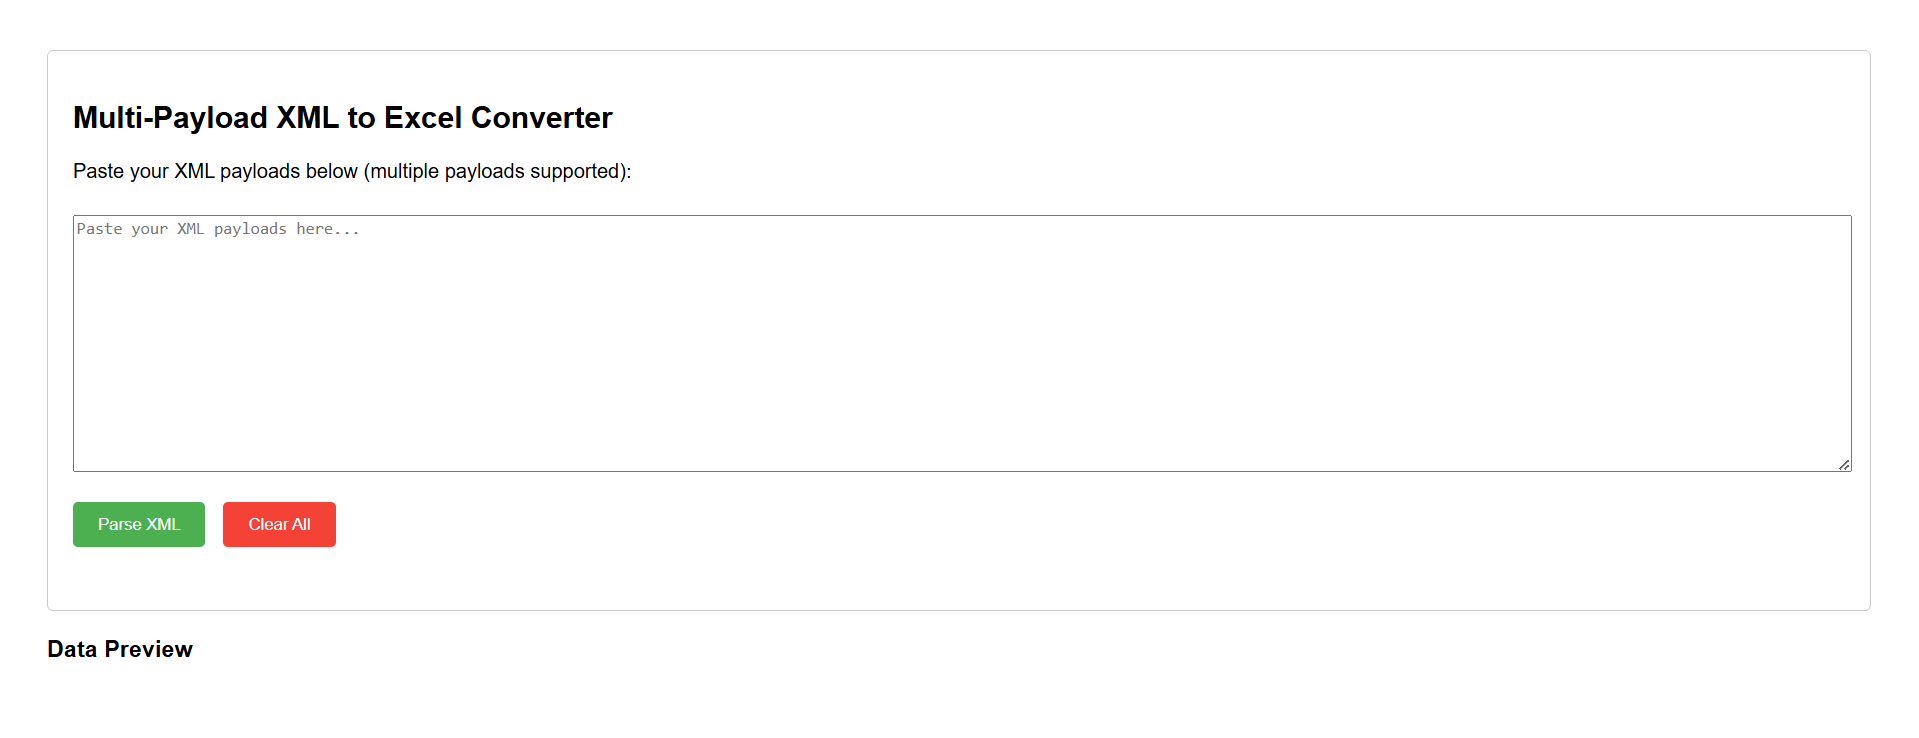 Multi-Payload XML to Excel Converter
Paste your XML payloads below (multiple payloads supported):
Paste your XML payloads here...
Parse XML
Clear All
Data Preview